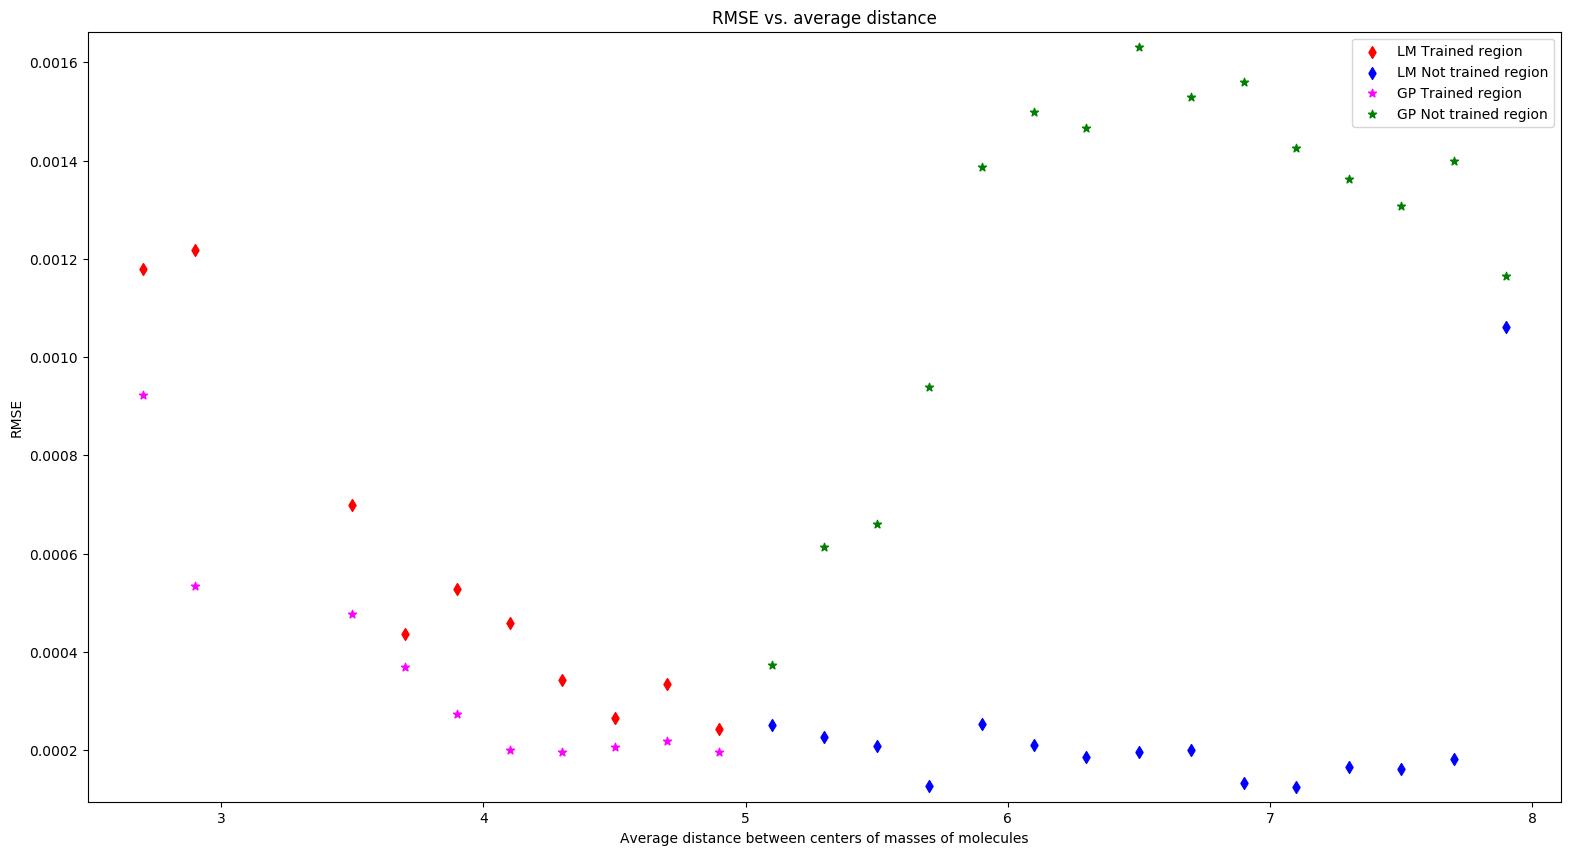 RMSE vs. average distance
LM Trained region
LM Not trained region
GP Trained region
GP Not trained region
RMSE
0.0016
0.0014
0.0012
0.0010
0.0008
0.0006
0.0004
0.0002
3 4 5 6 7 8
Average distance between centers of masses of molecules